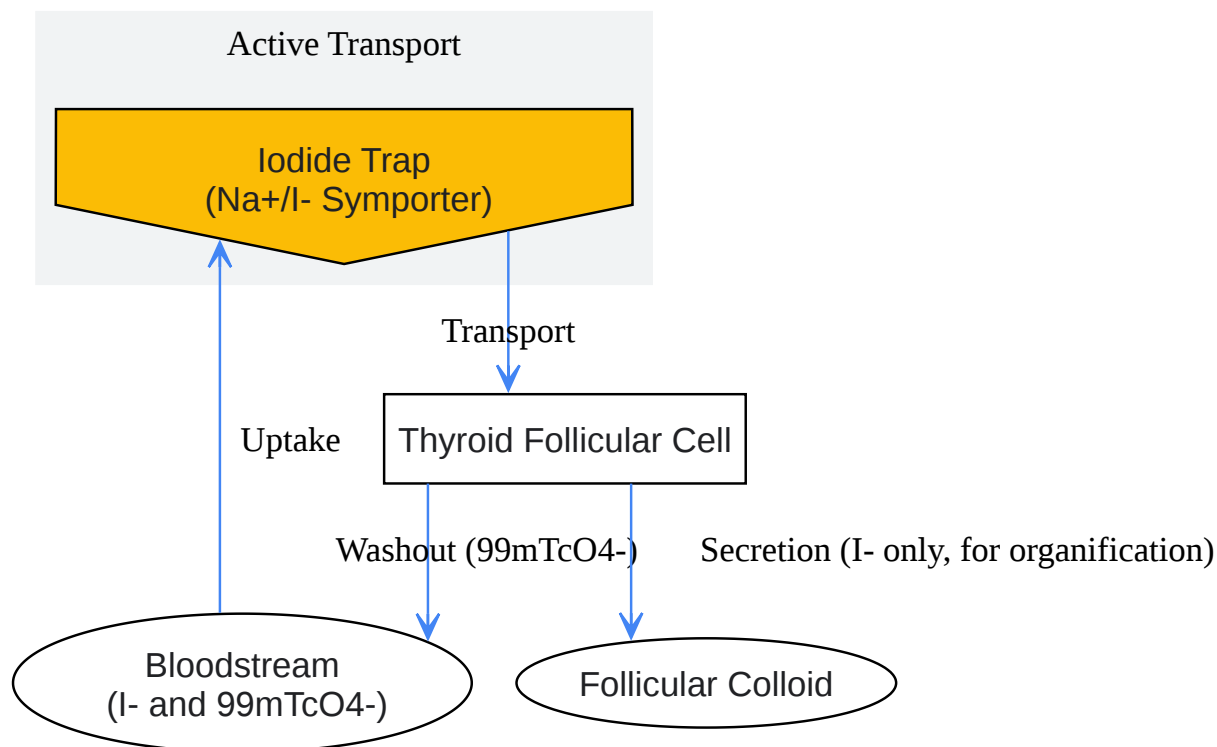 Active Transport
Iodide Trap
(Na+/I- Symporter)
Transport
Uptake
Thyroid Follicular Cell
Washout (99mTcO4-)
Secretion (I- only, for organification)
Bloodstream
(I- and 99mTcO4-)
Follicular Colloid